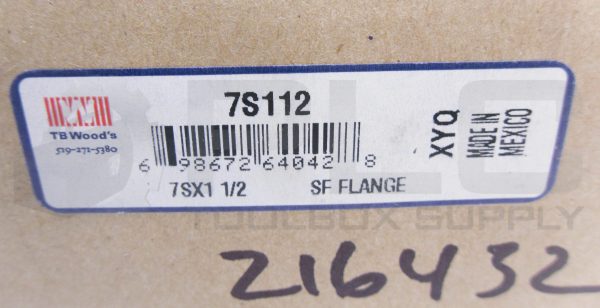 7S112
TB Wood's
519-271-5380
6 98672 64042 8
7SX1 1/2 SF FLANGE
XYQ
MADE IN
MEXICO
DLC
TOOLBOX SUPPLY
216432